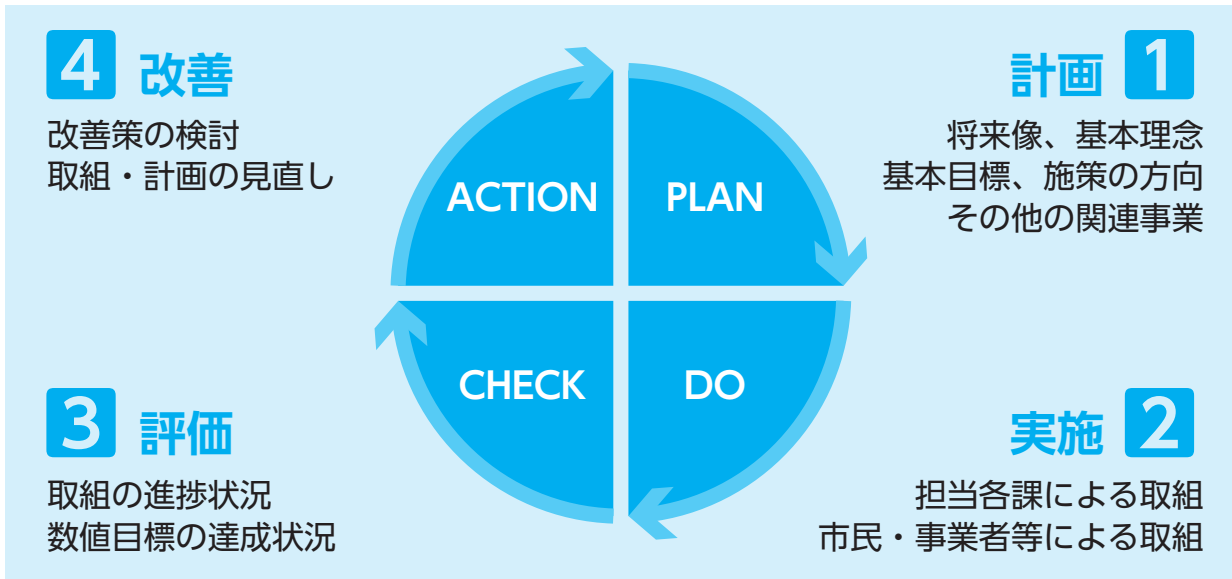 4 改善
改善策の検討
取組・計画の見直し
計画 1
将来像、基本理念
基本目標、施策の方向
その他の関連事業
ACTION
PLAN
CHECK
DO
3 評価
取組の進捗状況
数値目標の達成状況
実施 2
担当各課による取組
市民・事業者等による取組